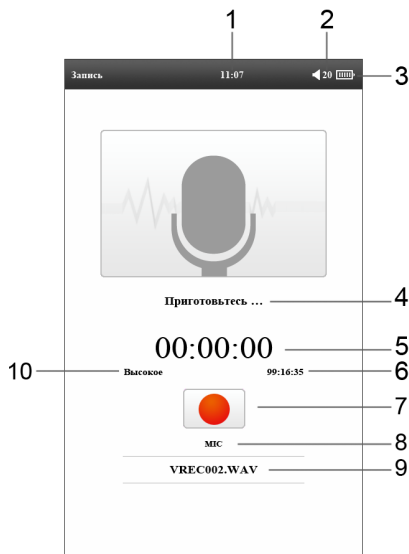 1
2
Запись 11:07 20
3
Приготовьтесь ...
4
00:00:00
5
10
Высокое 99:16:35
6
7
MIC
8
VREC002.WAV
9